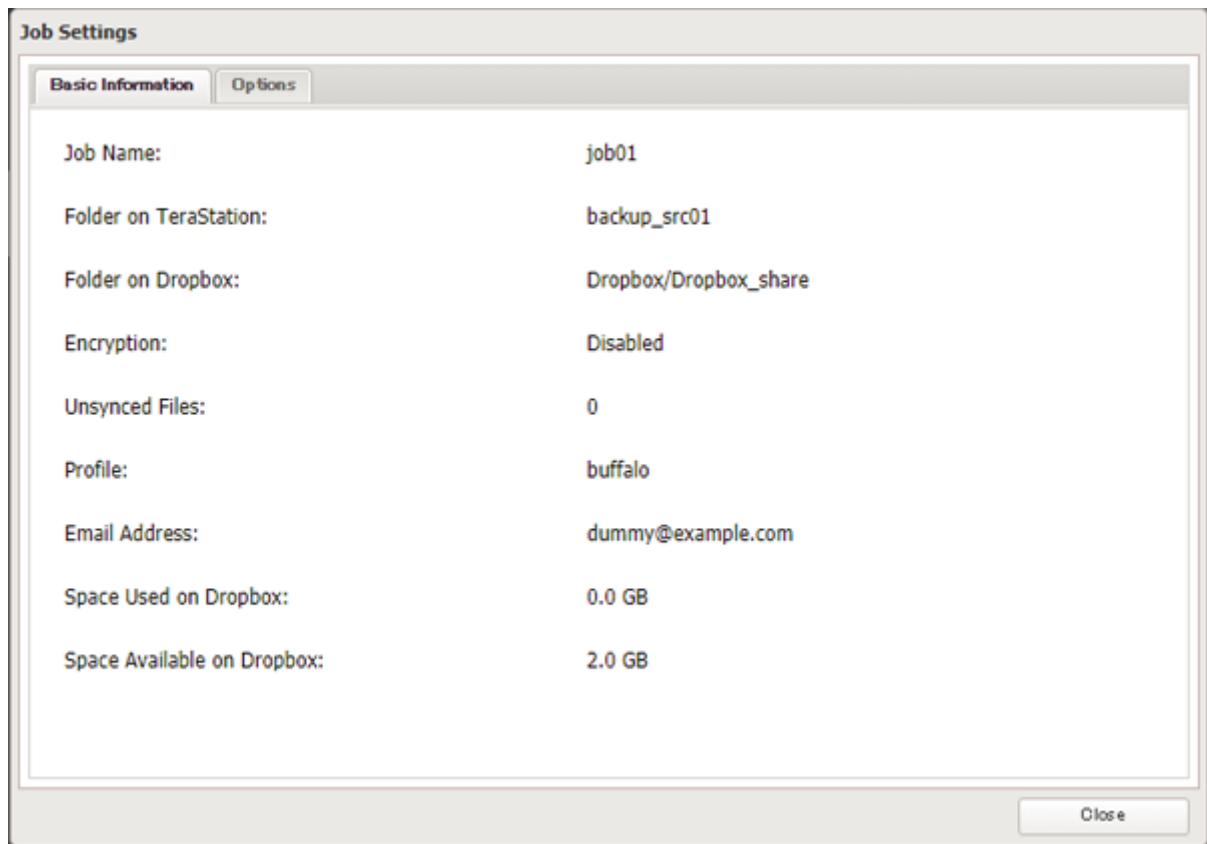 Job Settings
Basic Information Options
Job Name: job01
Folder on TeraStation: backup_src01
Folder on Dropbox: Dropbox/Dropbox_share
Encryption: Disabled
Unsynced Files: 0
Profile: buffalo
Email Address: dummy@example.com
Space Used on Dropbox: 0.0 GB
Space Available on Dropbox: 2.0 GB
Close